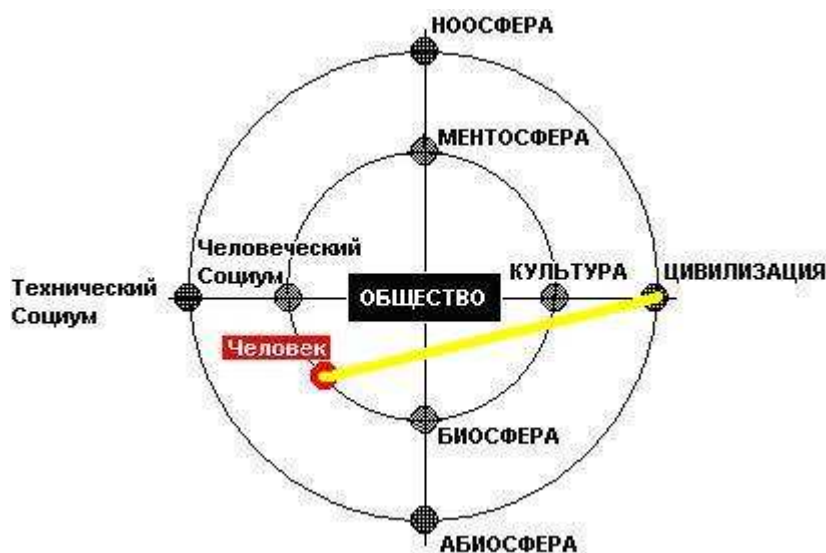 НООСФЕРА
МЕНТОСФЕРА
Человеческий
Социум
КУЛЬТУРА
ЦИВИЛИЗАЦИЯ
Технический
Социум
ОБЩЕСТВО
Человек
БИОСФЕРА
АБИОСФЕРА